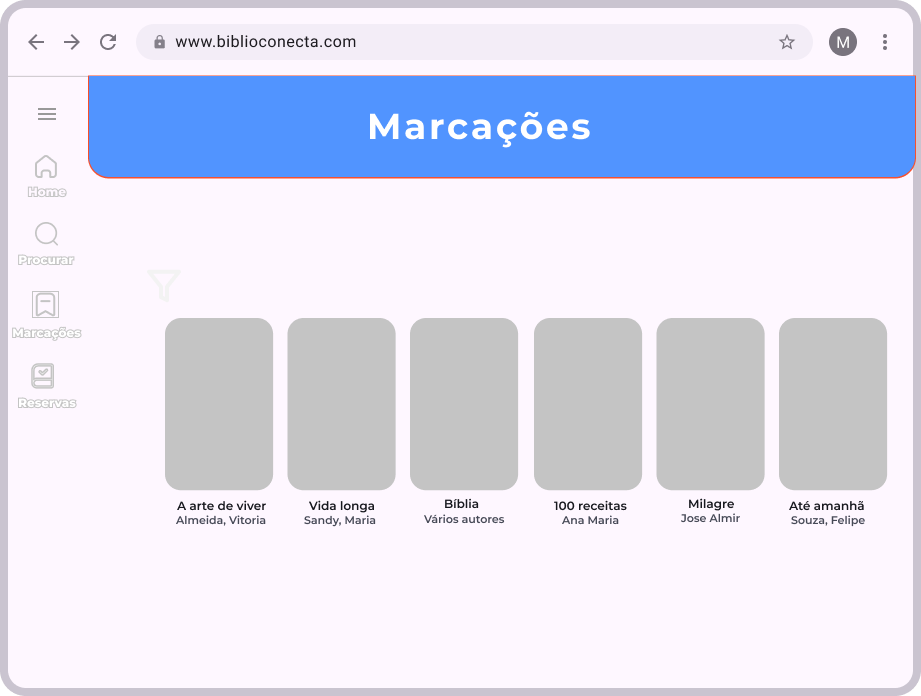 www.biblioconecta.com
M
Marcações
Home
Procurar
Marcações
Reservas
A arte de viver
Almeida, Vitoria
Vida longa
Sandy, Maria
Bíblia
Vários autores
100 receitas
Ana Maria
Milagre
Jose Almir
Até amanhã
Souza, Felipe